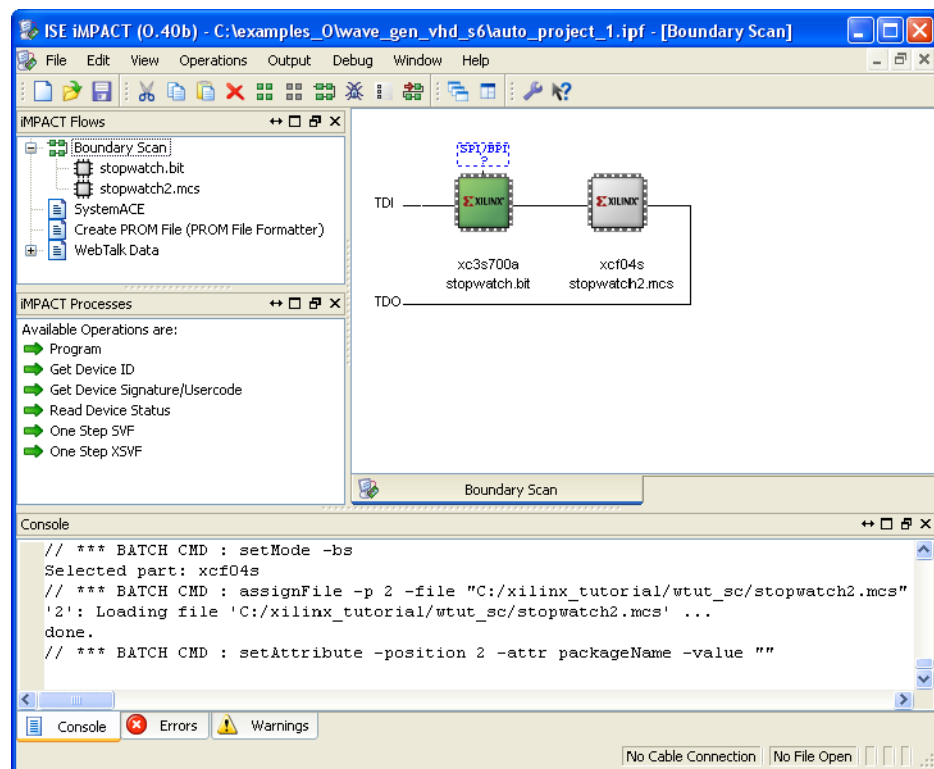 ISE iMPACT (O.40b) - C:\examples_O\wave_gen_vhd_s6\auto_project_1.ipf - [Boundary Scan]
File Edit View Operations Output Debug Window Help
iMPACT Flows
Boundary Scan
stopwatch.bit
stopwatch2.mcs
SystemACE
Create PROM File (PROM File Formatter)
WebTalk Data
iMPACT Processes
Available Operations are:
Program
Get Device ID
Get Device Signature/Usercode
Read Device Status
One Step SVF
One Step XSVF
SPI/BPI
?
TDI
XILINX
XILINX
xc3s700a
stopwatch.bit
xcf04s
stopwatch2.mcs
TDO
Boundary Scan
Console
// *** BATCH CMD : setMode -bs
Selected part: xcf04s
// *** BATCH CMD : assignFile -p 2 -file "C:/xilinx_tutorial/wtut_sc/stopwatch2.mcs"
'2': Loading file 'C:/xilinx_tutorial/wtut_sc/stopwatch2.mcs' ...
done.
// *** BATCH CMD : setAttribute -position 2 -attr packageName -value ""
Console Errors Warnings
No Cable Connection No File Open